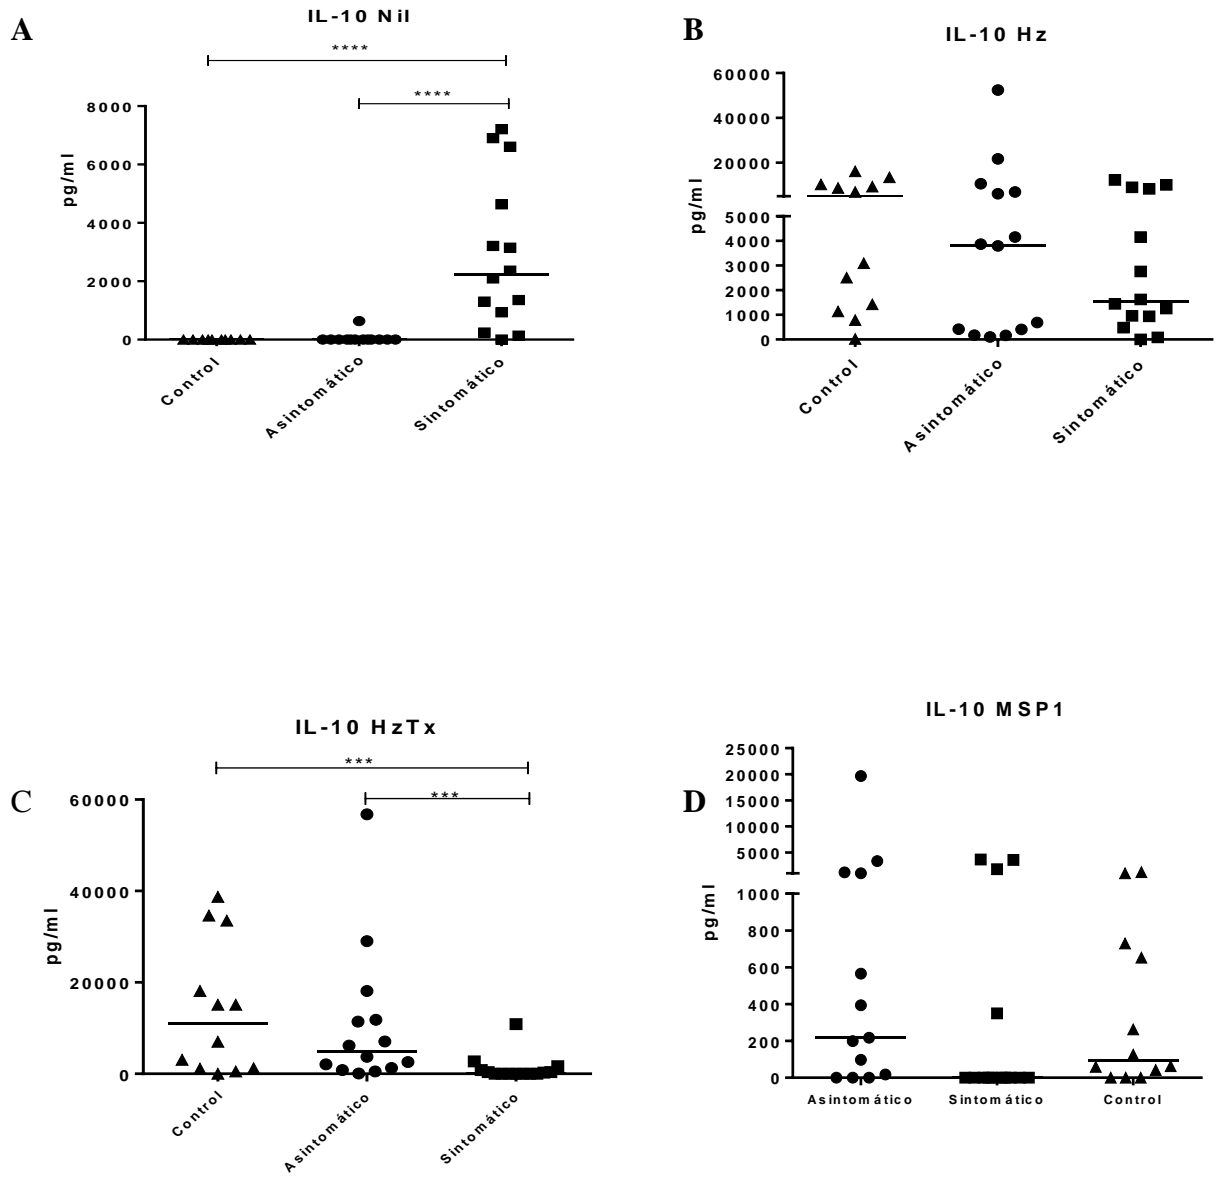 A
IL-10 Nil
****
****
pg/ml
8000
6000
4000
2000
0
Control
Asintomático
Sintomático
B
IL-10 Hz
pg/ml
60000
40000
20000
5000
4000
3000
2000
1000
0
Control
Asintomático
Sintomático
C
IL-10 HzTx
***
***
pg/ml
60000
40000
20000
0
Control
Asintomático
Sintomático
D
IL-10 MSP1
pg/ml
25000
20000
15000
10000
5000
1000
800
600
400
200
0
Asintomático Sintomático Control